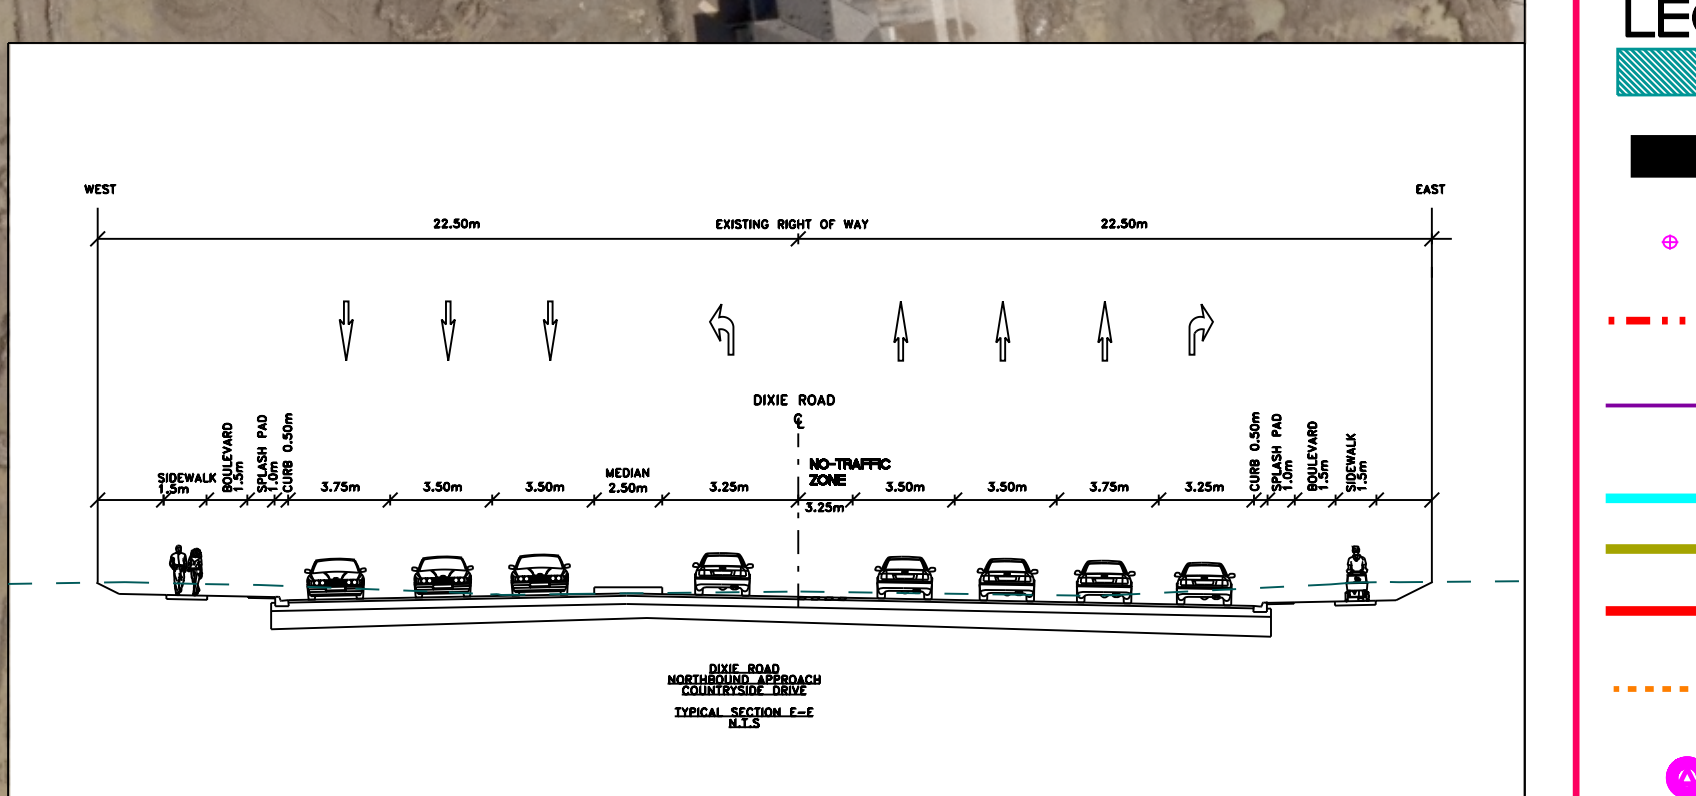 LE
WEST
EAST
22.50m
EXISTING RIGHT OF WAY
22.50m
DIXIE ROAD
℄
SIDEWALK
1.5m
BOULEVARD
1.5m
SPLASH PAD
1.0m
CURB 0.50m
3.75m
3.50m
3.50m
MEDIAN
2.50m
3.25m
NO-TRAFFIC
ZONE
3.25m
3.50m
3.50m
3.75m
3.25m
CURB 0.50m
SPLASH PAD
1.0m
BOULEVARD
1.5m
SIDEWALK
1.5m
DIXIE ROAD
NORTHBOUND APPROACH
COUNTRYSIDE DRIVE
TYPICAL SECTION E-E
N.T.S